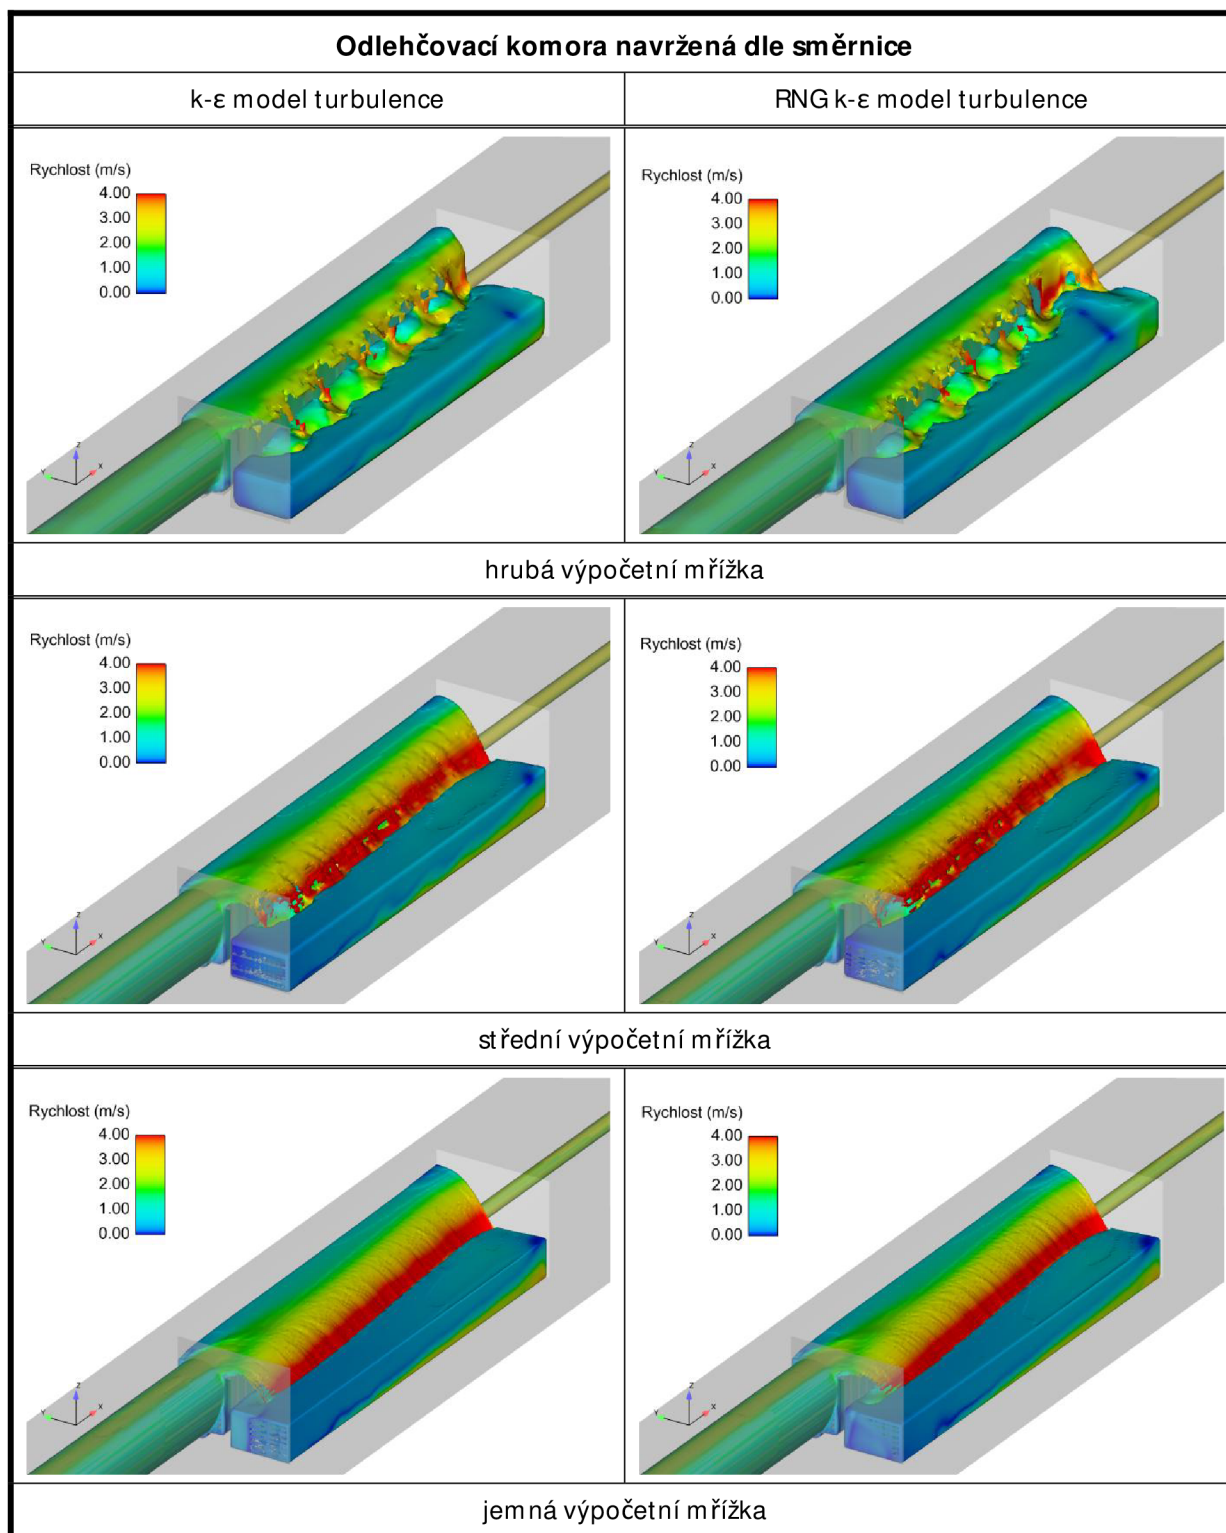 Odlehčovací komora navržená dle směrnice
k-ε model turbulence
RNG k-ε model turbulence
Rychlost (m/s)
4.00
3.00
2.00
1.00
0.00
Z
Y
X
Rychlost (m/s)
4.00
3.00
2.00
1.00
0.00
Z
Y
X
hrubá výpočetní mřížka
Rychlost (m/s)
4.00
3.00
2.00
1.00
0.00
Z
Y
X
Rychlost (m/s)
4.00
3.00
2.00
1.00
0.00
Z
Y
X
střední výpočetní mřížka
Rychlost (m/s)
4.00
3.00
2.00
1.00
0.00
Z
Y
X
Rychlost (m/s)
4.00
3.00
2.00
1.00
0.00
Z
Y
X
jemná výpočetní mřížka